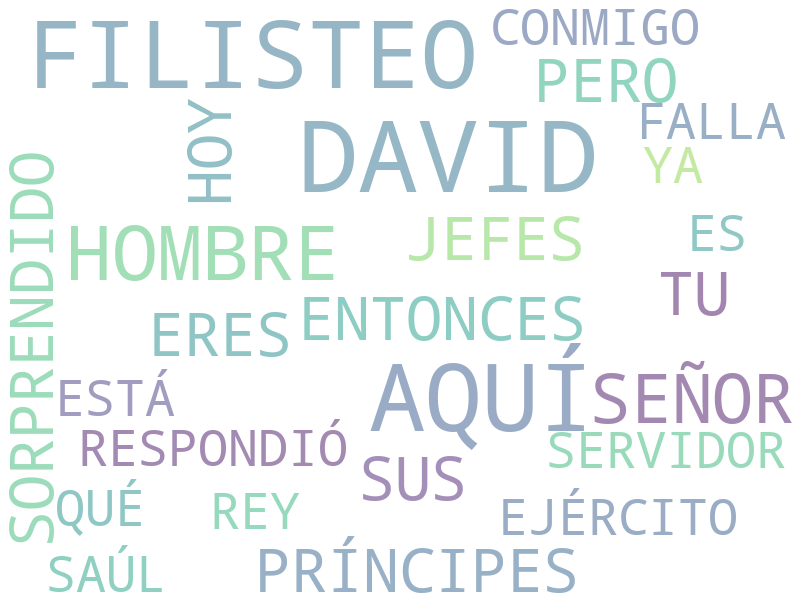 FILISTEO
CONMIGO
PERO
FALLA
HOY
DAVID
YA
SORPRENDIDO
HOMBRE
JEFES
ES
TU
ERES
ENTONCES
AQUÍ
SEÑOR
ESTÁ
RESPONDIÓ
SERVIDOR
SUS
QUÉ
REY
EJÉRCITO
SAÚL
PRÍNCIPES